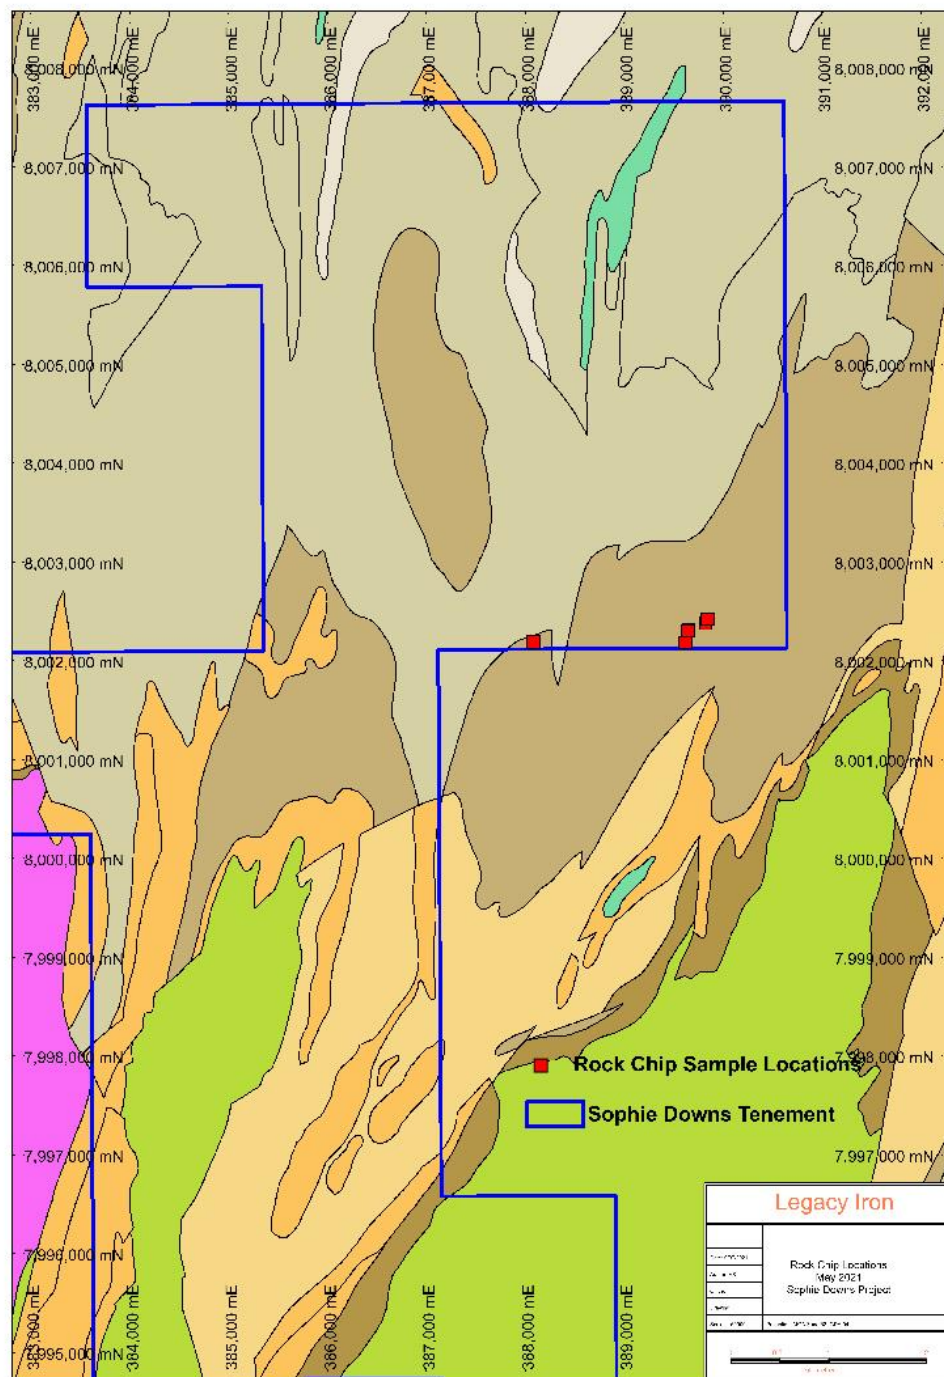 383,000 mE
384,000 mE
385,000 mE
386,000 mE
387,000 mE
388,000 mE
389,000 mE
390,000 mE
391,000 mE
392,000 mE
8,008,000 mN
8,008,000 mN
8,007,000 mN
8,007,000 mN
8,006,000 mN
8,006,000 mN
8,005,000 mN
8,005,000 mN
8,004,000 mN
8,004,000 mN
8,003,000 mN
8,003,000 mN
8,002,000 mN
8,002,000 mN
8,001,000 mN
8,001,000 mN
8,000,000 mN
8,000,000 mN
7,999,000 mN
7,999,000 mN
7,998,000 mN
7,998,000 mN
Rock Chip Sample Locations
Sophie Downs Tenement
7,997,000 mN
7,997,000 mN
7,996,000 mN
7,995,000 mN
383,000 mE
384,000 mE
385,000 mE
386,000 mE
387,000 mE
388,000 mE
389,000 mE
Legacy Iron
Rock Chip Locations
May 2021
Sophie Downs Project